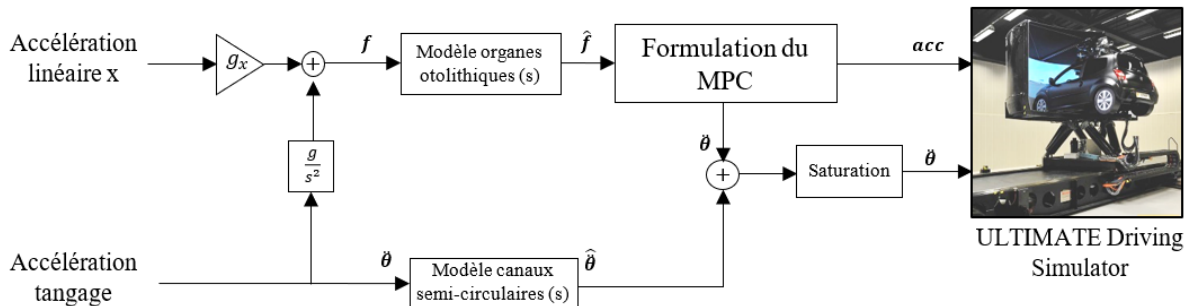 Accélération
linéaire x
g_x
+
f
Modèle organes
otolithiques (s)
f̂
Formulation du
MPC
acc
g
s²
θ̈
+
Saturation
θ̈
Accélération
tangage
θ̈
Modèle canaux
semi-circulaires (s)
θ̈̂
ULTIMATE Driving
Simulator